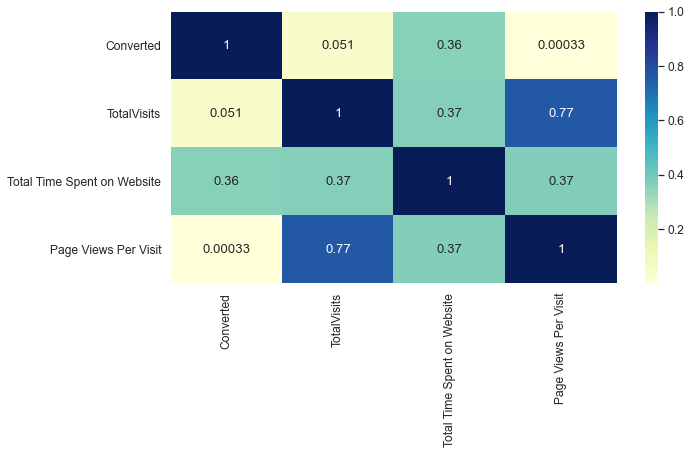 Converted 1 0.051 0.36 0.00033
TotalVisits 0.051 1 0.37 0.77
Total Time Spent on Website 0.36 0.37 1 0.37
Page Views Per Visit 0.00033 0.77 0.37 1
Converted
TotalVisits
Total Time Spent on Website
Page Views Per Visit
1.0
0.8
0.6
0.4
0.2